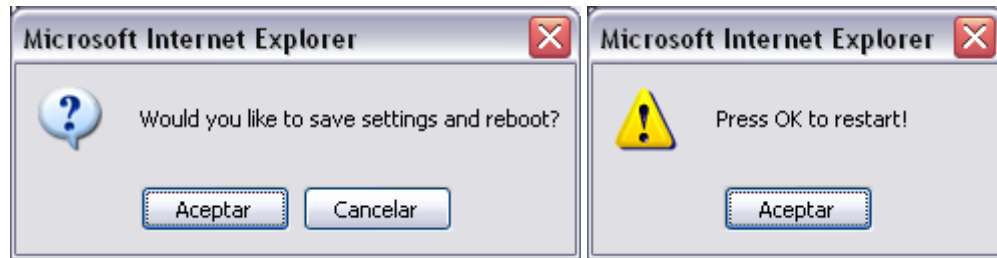 Microsoft Internet Explorer
Would you like to save settings and reboot?
Aceptar
Cancelar
Microsoft Internet Explorer
Press OK to restart!
Aceptar